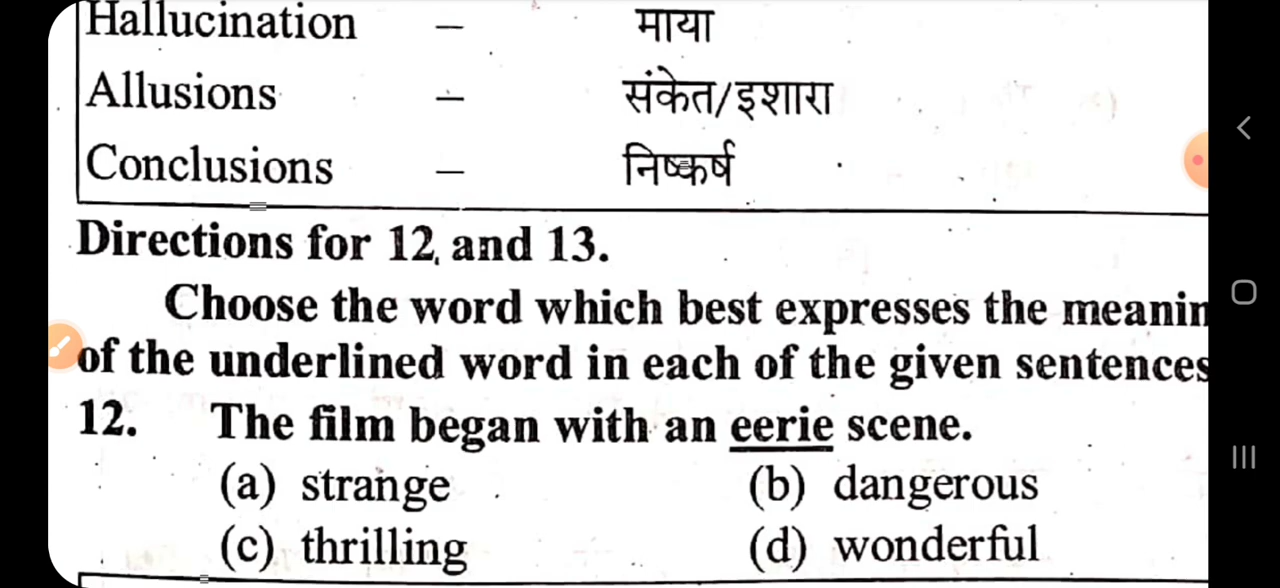 Hallucination – माया
Allusions – संकेत/इशारा
Conclusions – निष्कर्ष
Directions for 12, and 13.
Choose the word which best expresses the meanin
of the underlined word in each of the given sentences
12. The film began with an eerie scene.
(a) strange (b) dangerous
(c) thrilling (d) wonderful